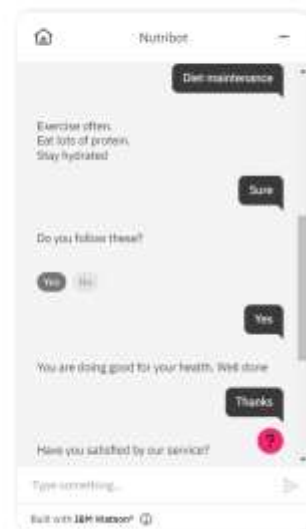 Nutribot
Diet maintenance
Exercise often.
Eat lots of protein.
Stay hydrated
Sure
Do you follow these?
Yes No
Yes
You are doing good for your health. Well done
Thanks
?
Have you satisfied by our service?
Type something...
Built with IBM Watson®